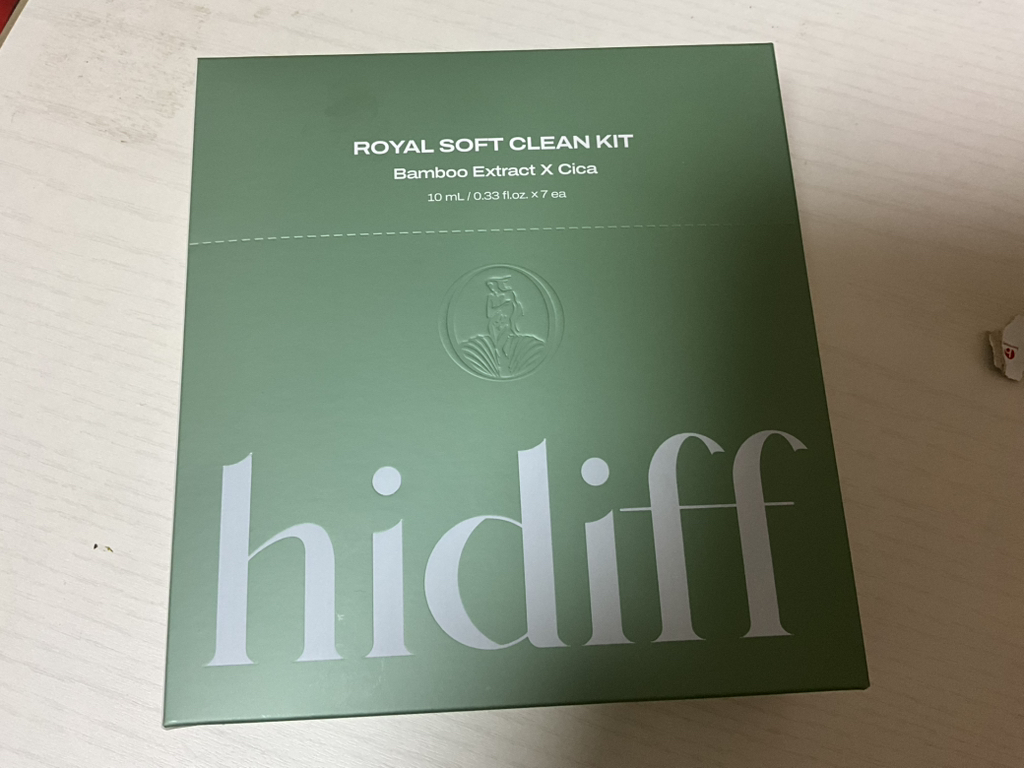 ROYAL SOFT CLEAN KIT
Bamboo Extract X Cica
10 mL / 0.33 fl.oz. x 7 ea
hidiff